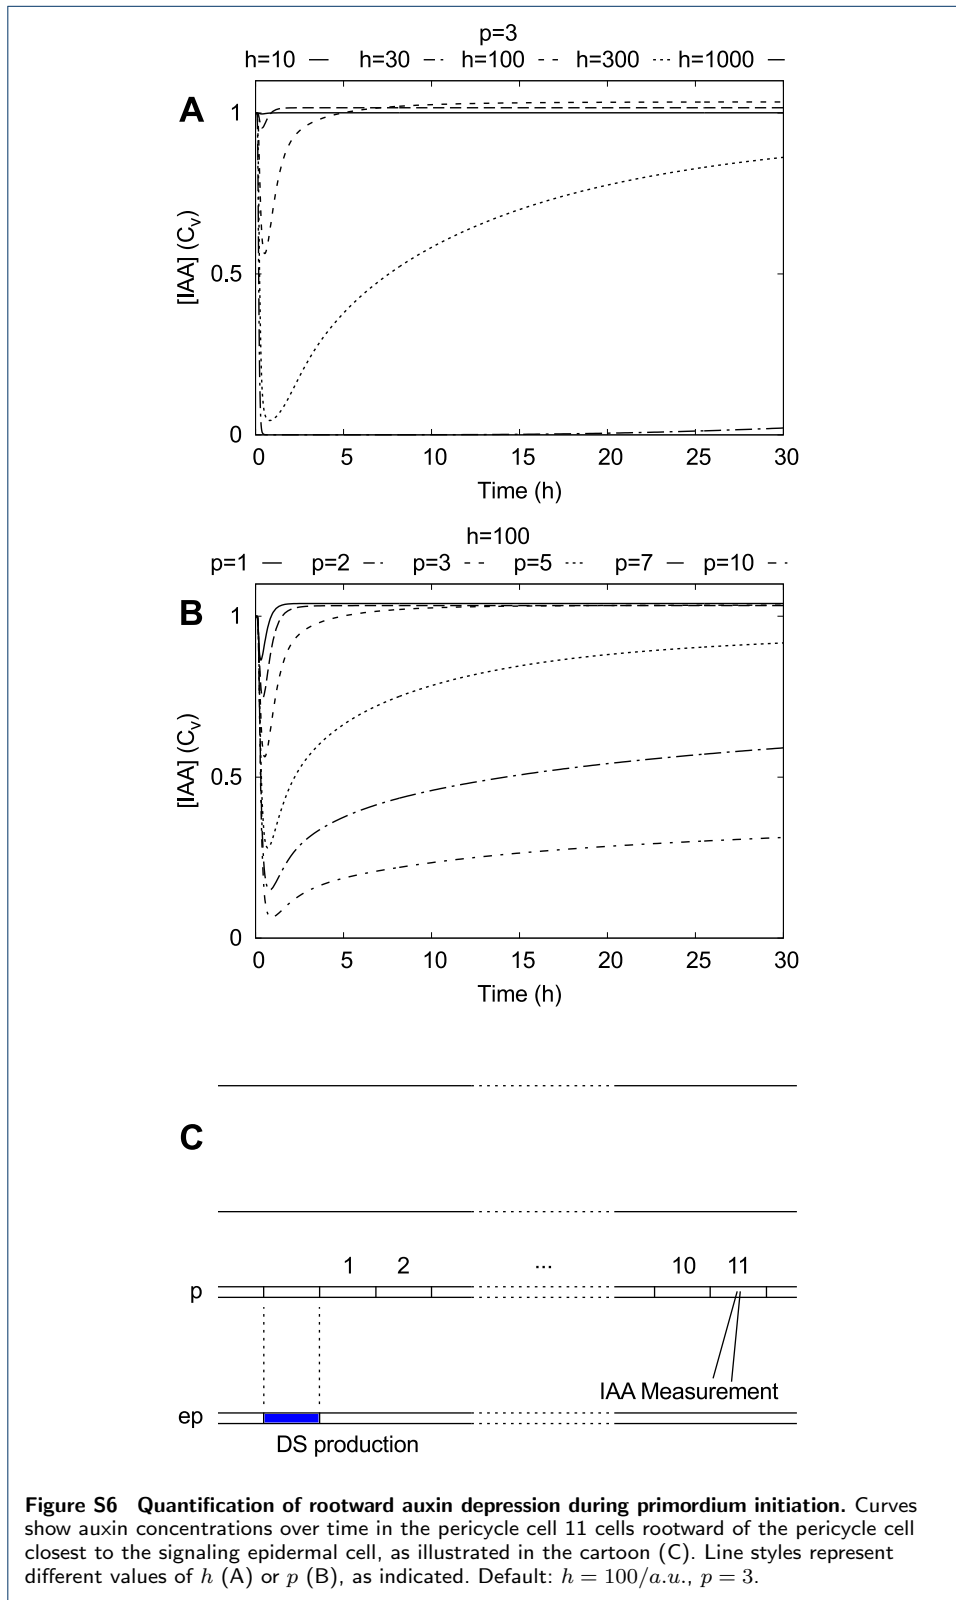 p=3
h=10 h=30 h=100 h=300 h=1000
A
1
0.5
0
[IAA] (Cv)
0 5 10 15 20 25 30
Time (h)
h=100
p=1 p=2 p=3 p=5 p=7 p=10
B
1
0.5
0
[IAA] (Cv)
0 5 10 15 20 25 30
Time (h)
C
1 2 ... 10 11
p
IAA Measurement
ep
DS production
Figure S6 Quantification of rootward auxin depression during primordium initiation. Curves
show auxin concentrations over time in the pericycle cell 11 cells rootward of the pericycle cell
closest to the signaling epidermal cell, as illustrated in the cartoon (C). Line styles represent
different values of h (A) or p (B), as indicated. Default: h = 100/a.u., p = 3.